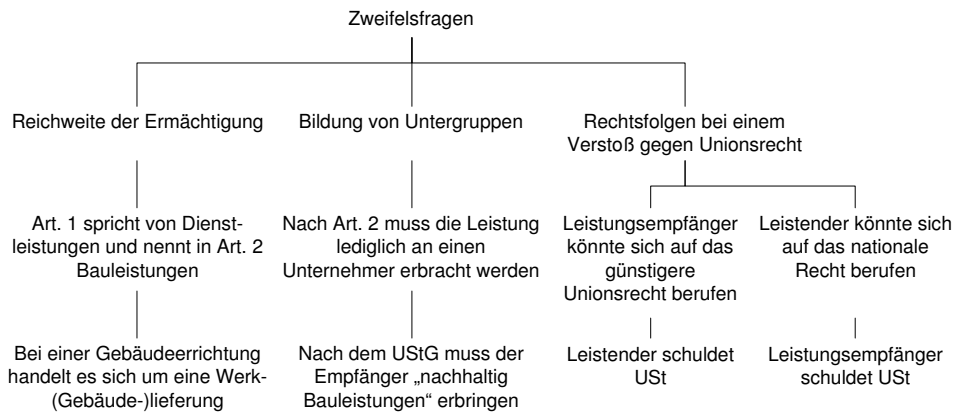 Zweifelsfragen
Reichweite der Ermächtigung
Bildung von Untergruppen
Rechtsfolgen bei einem
Verstoß gegen Unionsrecht
Art. 1 spricht von Dienst-
leistungen und nennt in Art. 2
Bauleistungen
Nach Art. 2 muss die Leistung
lediglich an einen
Unternehmer erbracht werden
Leistungsempfänger
könnte sich auf das
günstigere
Unionsrecht berufen
Leistender könnte sich
auf das nationale
Recht berufen
Bei einer Gebäudeerrichtung
handelt es sich um eine Werk-
(Gebäude-)lieferung
Nach dem UStG muss der
Empfänger „nachhaltig
Bauleistungen“ erbringen
Leistender schuldet
USt
Leistungsempfänger
schuldet USt